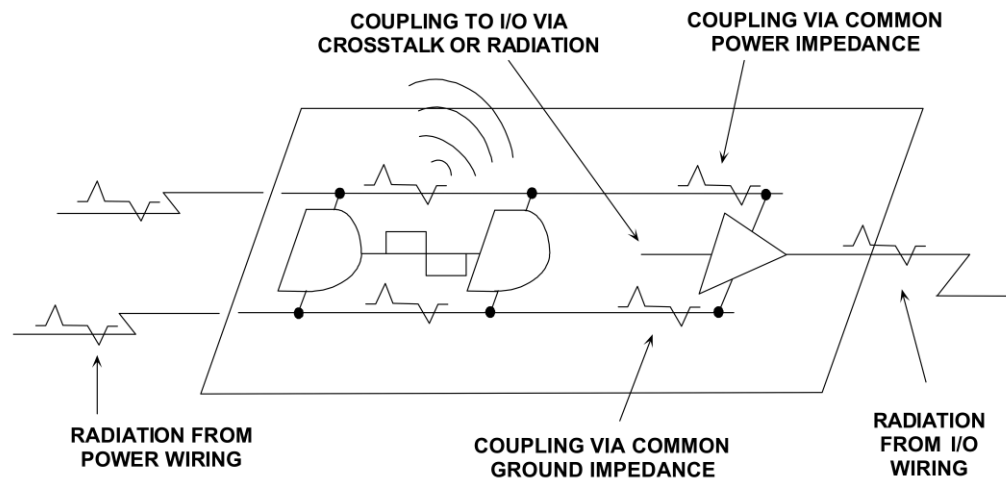 COUPLING TO I/O VIA
CROSSTALK OR RADIATION
COUPLING VIA COMMON
POWER IMPEDANCE
RADIATION FROM
POWER WIRING
COUPLING VIA COMMON
GROUND IMPEDANCE
RADIATION
FROM I/O
WIRING